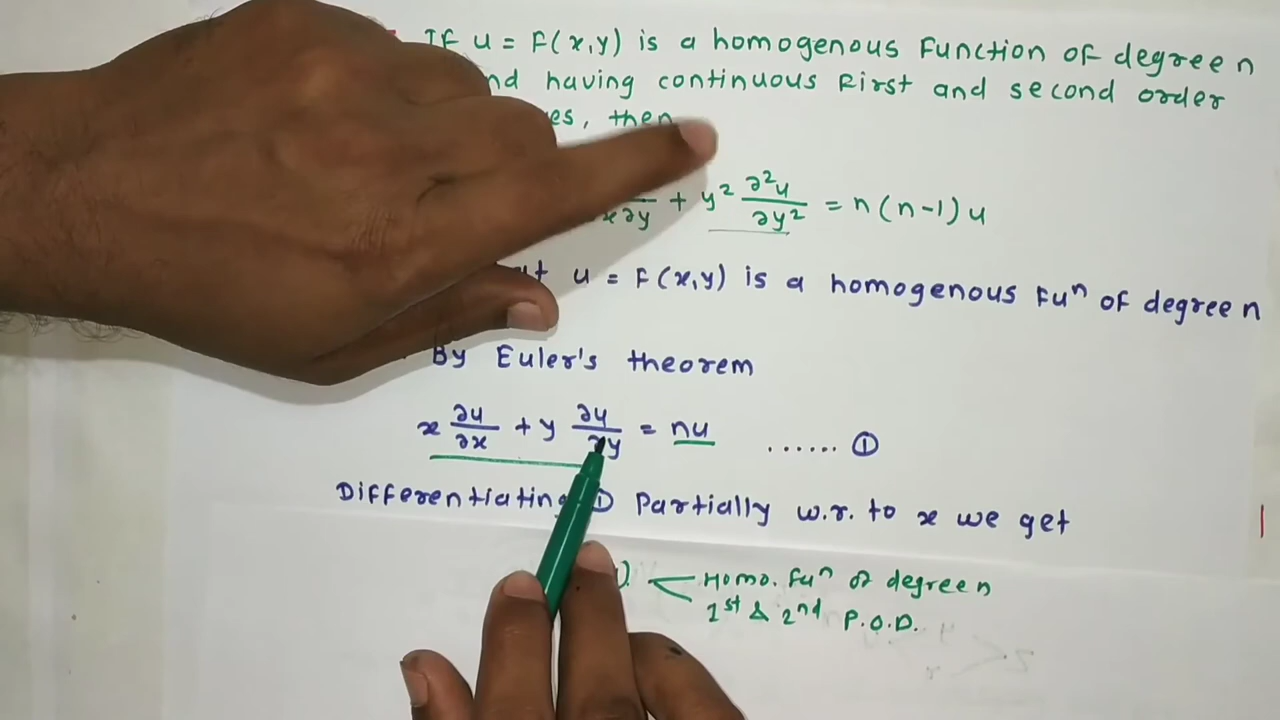 If u = F(x,y) is a homogenous function of degree n
nd having continuous first and second order
es, then
x∂y + y² ∂²u/∂y² = n(n-1)u
at u = F(x,y) is a homogenous Fuⁿ of degree n
By Euler's theorem
x ∂u/∂x + y ∂u/∂y = nu ...... ①
Differentiating ① Partially w.r. to x we get
Homo. Fuⁿ of degree n
1st & 2nd P.O.D.